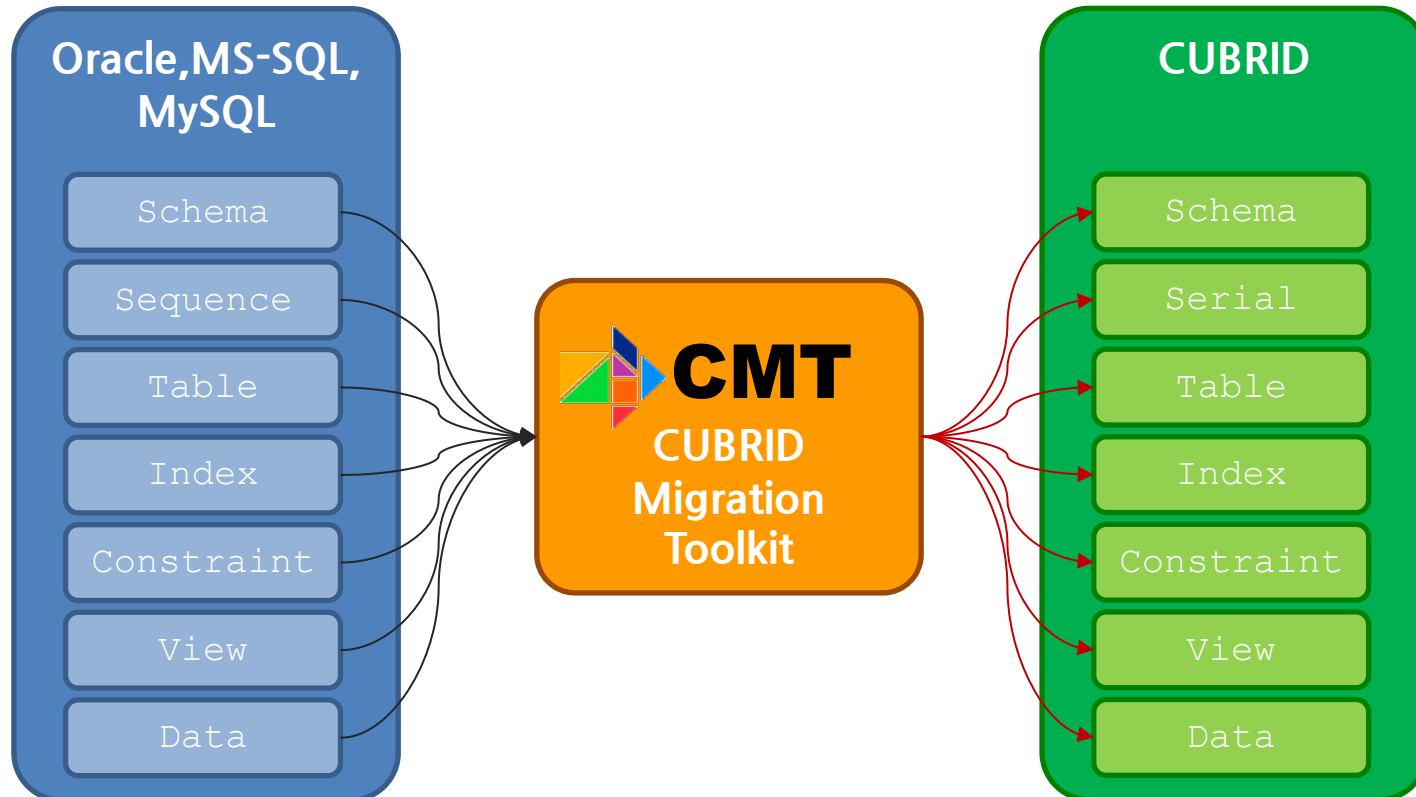 Oracle,MS-SQL,
MySQL
Schema
Sequence
Table
Index
Constraint
View
Data
CMT
CUBRID
Migration
Toolkit
CUBRID
Schema
Serial
Table
Index
Constraint
View
Data